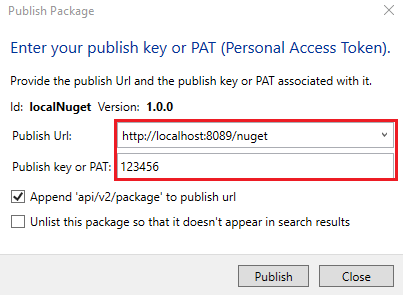 Publish Package
Enter your publish key or PAT (Personal Access Token).
Provide the publish Url and the publish key or PAT associated with it.
Id: localNuget Version: 1.0.0
Publish Url: http://localhost:8089/nuget
Publish key or PAT: 123456
Append 'api/v2/package' to publish url
Unlist this package so that it doesn't appear in search results
Publish Close